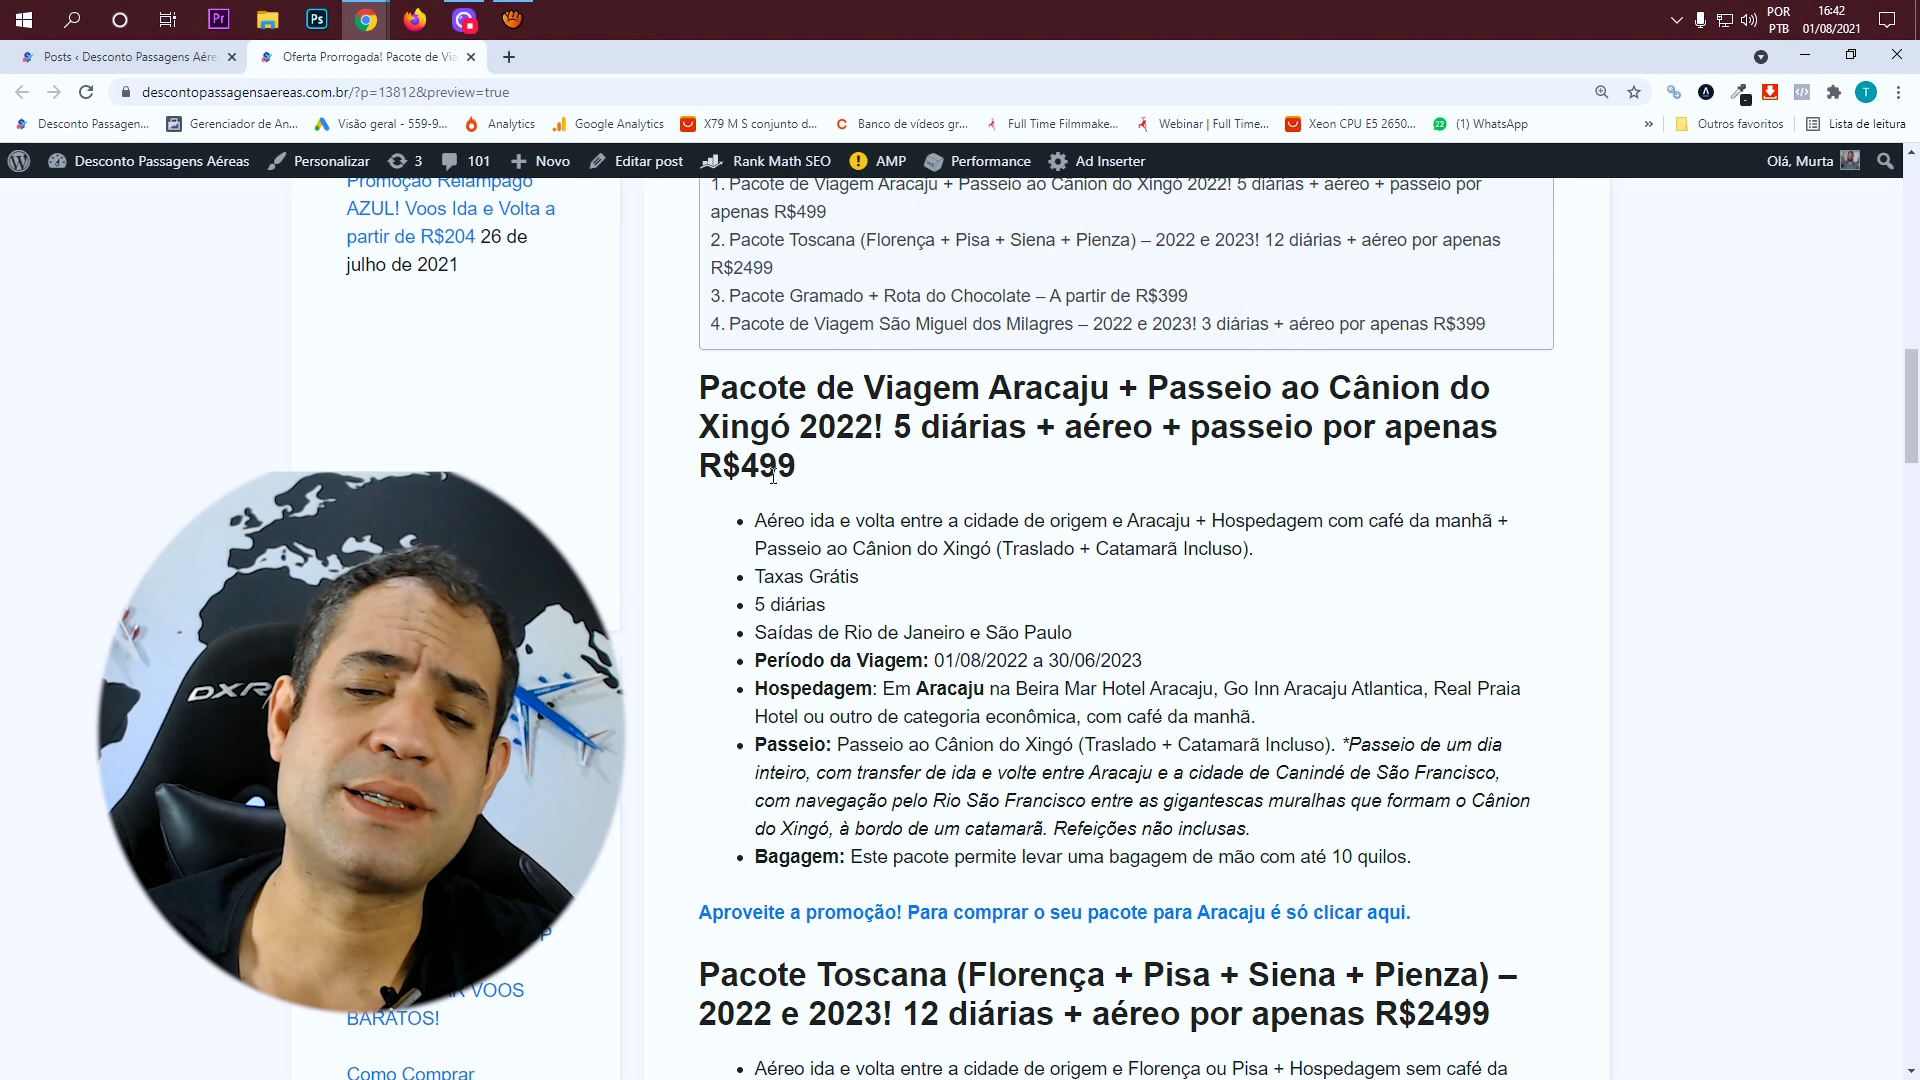 POR
PTB
16:42
01/08/2021
Posts ‹ Desconto Passagens Aére
Oferta Prorrogada! Pacote de Via
descontopassagensaereas.com.br/?p=13812&preview=true
T
Desconto Passagen...
Gerenciador de An...
Visão geral - 559-9...
Analytics
Google Analytics
X79 M S conjunto d...
Banco de vídeos gr...
Full Time Filmmake...
Webinar | Full Time...
Xeon CPU E5 2650...
(1) WhatsApp
»
Outros favoritos
Lista de leitura
Desconto Passagens Aéreas
Personalizar
3
101
Novo
Editar post
Rank Math SEO
AMP
Performance
Ad Inserter
Olá, Murta
Promoção Relâmpago
AZUL! Voos Ida e Volta a
partir de R$204 26 de
julho de 2021
1. Pacote de Viagem Aracaju + Passeio ao Cânion do Xingó 2022! 5 diárias + aéreo + passeio por
apenas R$499
2. Pacote Toscana (Florença + Pisa + Siena + Pienza) – 2022 e 2023! 12 diárias + aéreo por apenas
R$2499
3. Pacote Gramado + Rota do Chocolate – A partir de R$399
4. Pacote de Viagem São Miguel dos Milagres – 2022 e 2023! 3 diárias + aéreo por apenas R$399
Pacote de Viagem Aracaju + Passeio ao Cânion do
Xingó 2022! 5 diárias + aéreo + passeio por apenas
R$499
• Aéreo ida e volta entre a cidade de origem e Aracaju + Hospedagem com café da manhã +
Passeio ao Cânion do Xingó (Traslado + Catamarã Incluso).
• Taxas Grátis
• 5 diárias
• Saídas de Rio de Janeiro e São Paulo
• Período da Viagem: 01/08/2022 a 30/06/2023
• Hospedagem: Em Aracaju na Beira Mar Hotel Aracaju, Go Inn Aracaju Atlantica, Real Praia
Hotel ou outro de categoria econômica, com café da manhã.
• Passeio: Passeio ao Cânion do Xingó (Traslado + Catamarã Incluso). *Passeio de um dia
inteiro, com transfer de ida e volte entre Aracaju e a cidade de Canindé de São Francisco,
com navegação pelo Rio São Francisco entre as gigantescas muralhas que formam o Cânion
do Xingó, à bordo de um catamarã. Refeições não inclusas.
• Bagagem: Este pacote permite levar uma bagagem de mão com até 10 quilos.
Aproveite a promoção! Para comprar o seu pacote para Aracaju é só clicar aqui.
Pacote Toscana (Florença + Pisa + Siena + Pienza) –
2022 e 2023! 12 diárias + aéreo por apenas R$2499
• Aéreo ida e volta entre a cidade de origem e Florença ou Pisa + Hospedagem sem café da
DXR
VOOS
BARATOS!
Como Comprar